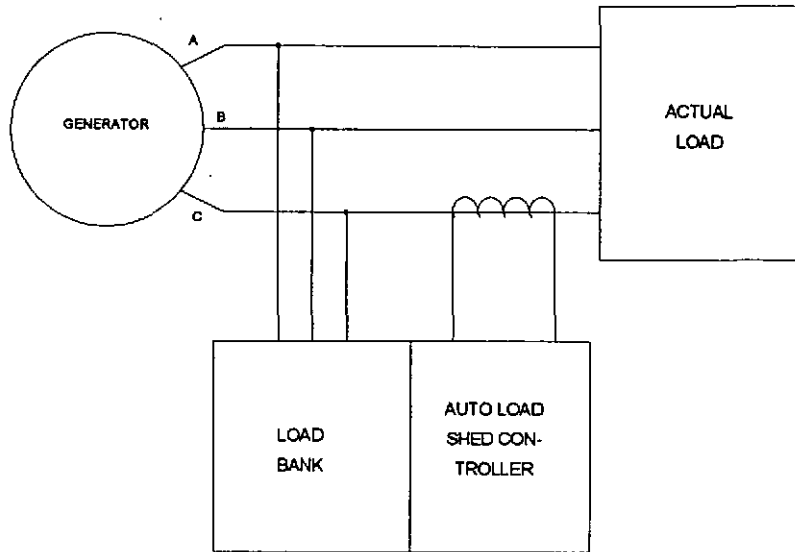 A
GENERATOR
B
C
ACTUAL
LOAD
LOAD
BANK
AUTO LOAD
SHED CON-
TROLLER